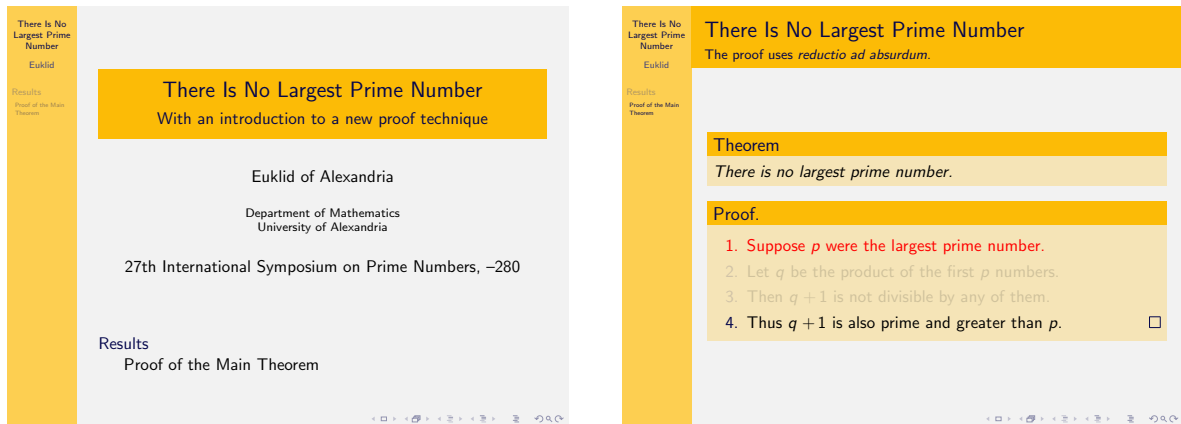 There Is No
Largest Prime
Number
Euklid
Results
Proof of the Main
Theorem
There Is No Largest Prime Number
With an introduction to a new proof technique
Euklid of Alexandria
Department of Mathematics
University of Alexandria
27th International Symposium on Prime Numbers, –280
Results
Proof of the Main Theorem
There Is No
Largest Prime
Number
Euklid
Results
Proof of the Main
Theorem
There Is No Largest Prime Number
The proof uses reductio ad absurdum.
Theorem
There is no largest prime number.
Proof.
1. Suppose p were the largest prime number.
2. Let q be the product of the first p numbers.
3. Then q + 1 is not divisible by any of them.
4. Thus q + 1 is also prime and greater than p. □